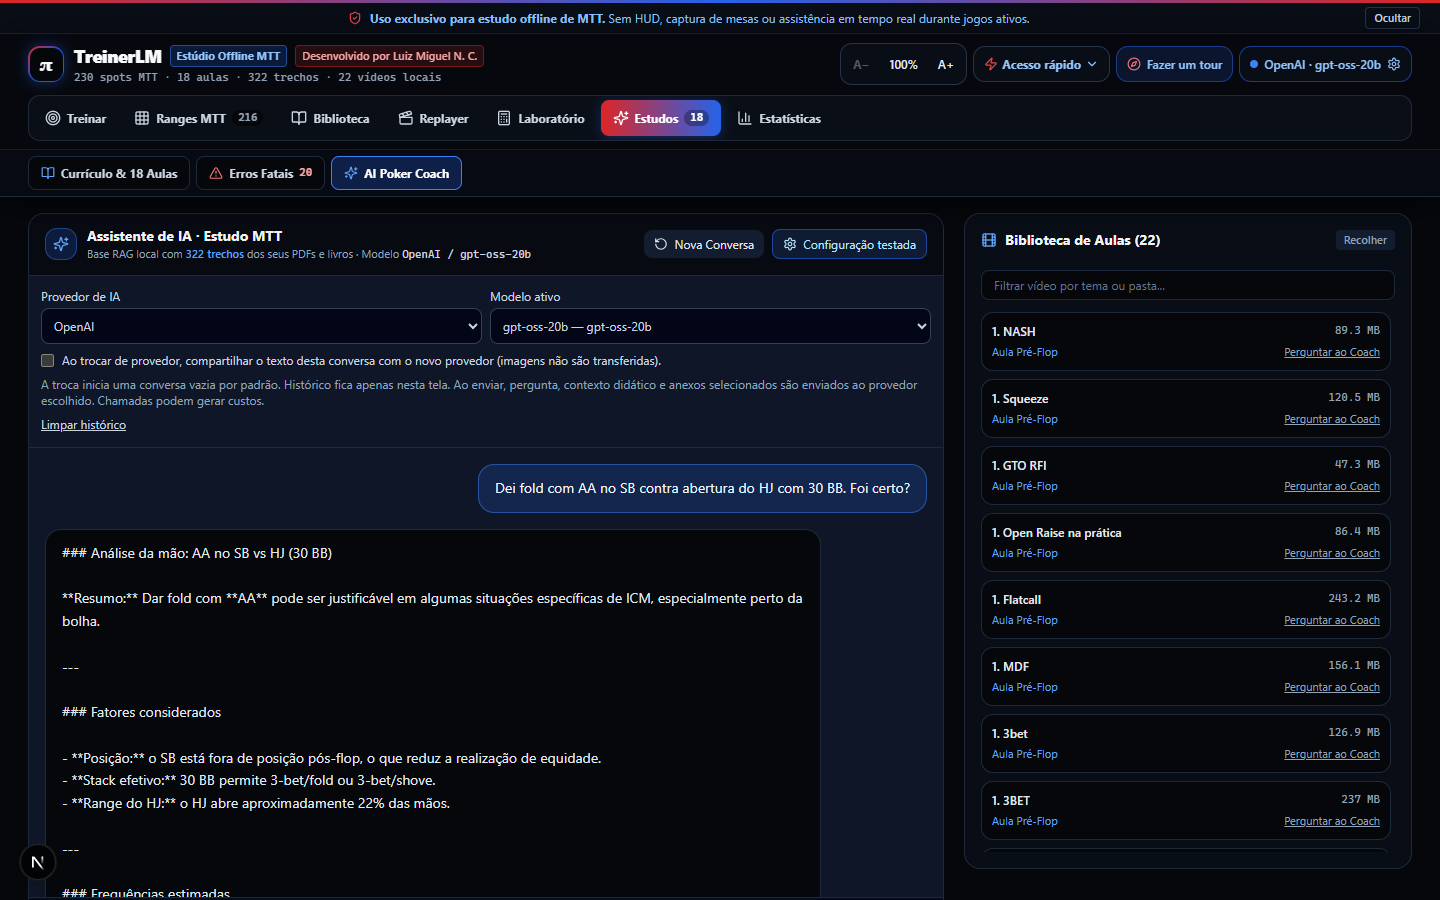 Uso exclusivo para estudo offline de MTT. Sem HUD, captura de mesas ou assistência em tempo real durante jogos ativos.
Ocultar
π
TreinerLM
Estúdio Offline MTT
Desenvolvido por Luiz Miguel N. C.
230 spots MTT · 18 aulas · 322 trechos · 22 vídeos locais
A−
100%
A+
Acesso rápido
Fazer um tour
OpenAI · gpt-oss-20b
Treinar
Ranges MTT 216
Biblioteca
Replayer
Laboratório
Estudos 18
Estatísticas
Currículo & 18 Aulas
Erros Fatais 20
AI Poker Coach
Assistente de IA · Estudo MTT
Base RAG local com 322 trechos dos seus PDFs e livros · Modelo OpenAI / gpt-oss-20b
Nova Conversa
Configuração testada
Provedor de IA
Modelo ativo
OpenAI
gpt-oss-20b — gpt-oss-20b
Ao trocar de provedor, compartilhar o texto desta conversa com o novo provedor (imagens não são transferidas).
A troca inicia uma conversa vazia por padrão. Histórico fica apenas nesta tela. Ao enviar, pergunta, contexto didático e anexos selecionados são enviados ao provedor
escolhido. Chamadas podem gerar custos.
Limpar histórico
Dei fold com AA no SB contra abertura do HJ com 30 BB. Foi certo?
### Análise da mão: AA no SB vs HJ (30 BB)
**Resumo:** Dar fold com **AA** pode ser justificável em algumas situações específicas de ICM, especialmente perto da
bolha.
---
### Fatores considerados
- **Posição:** o SB está fora de posição pós-flop, o que reduz a realização de equidade.
- **Stack efetivo:** 30 BB permite 3-bet/fold ou 3-bet/shove.
- **Range do HJ:** o HJ abre aproximadamente 22% das mãos.
---
### Frequências estimadas
N
Biblioteca de Aulas (22)
Recolher
Filtrar vídeo por tema ou pasta...
1. NASH
89.3 MB
Aula Pré-Flop
Perguntar ao Coach
1. Squeeze
120.5 MB
Aula Pré-Flop
Perguntar ao Coach
1. GTO RFI
47.3 MB
Aula Pré-Flop
Perguntar ao Coach
1. Open Raise na prática
86.4 MB
Aula Pré-Flop
Perguntar ao Coach
1. Flatcall
243.2 MB
Aula Pré-Flop
Perguntar ao Coach
1. MDF
156.1 MB
Aula Pré-Flop
Perguntar ao Coach
1. 3bet
126.9 MB
Aula Pré-Flop
Perguntar ao Coach
1. 3BET
237 MB
Aula Pré-Flop
Perguntar ao Coach